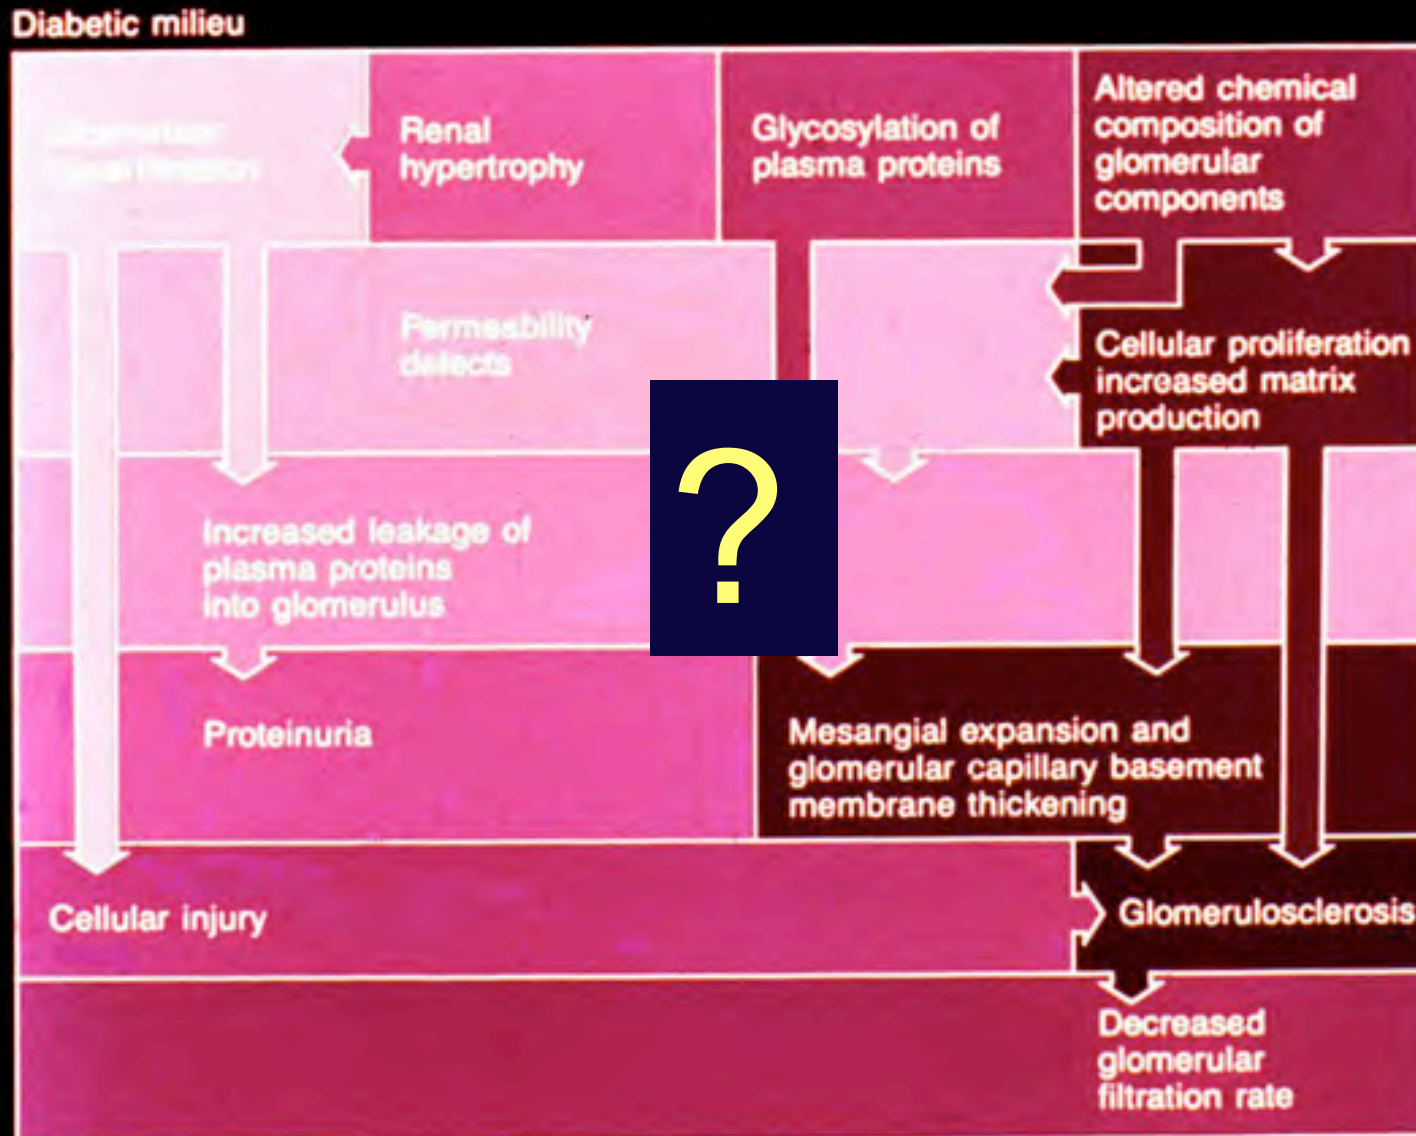 Diabetic milieu
Renal
hypertrophy
Glycosylation of
plasma proteins
Altered chemical
composition of
glomerular
components
Permeability
defects
Cellular proliferation
increased matrix
production
?
Increased leakage of
plasma proteins
into glomerulus
Proteinuria
Mesangial expansion and
glomerular capillary basement
membrane thickening
Cellular injury
Glomerulosclerosis
Decreased
glomerular
filtration rate